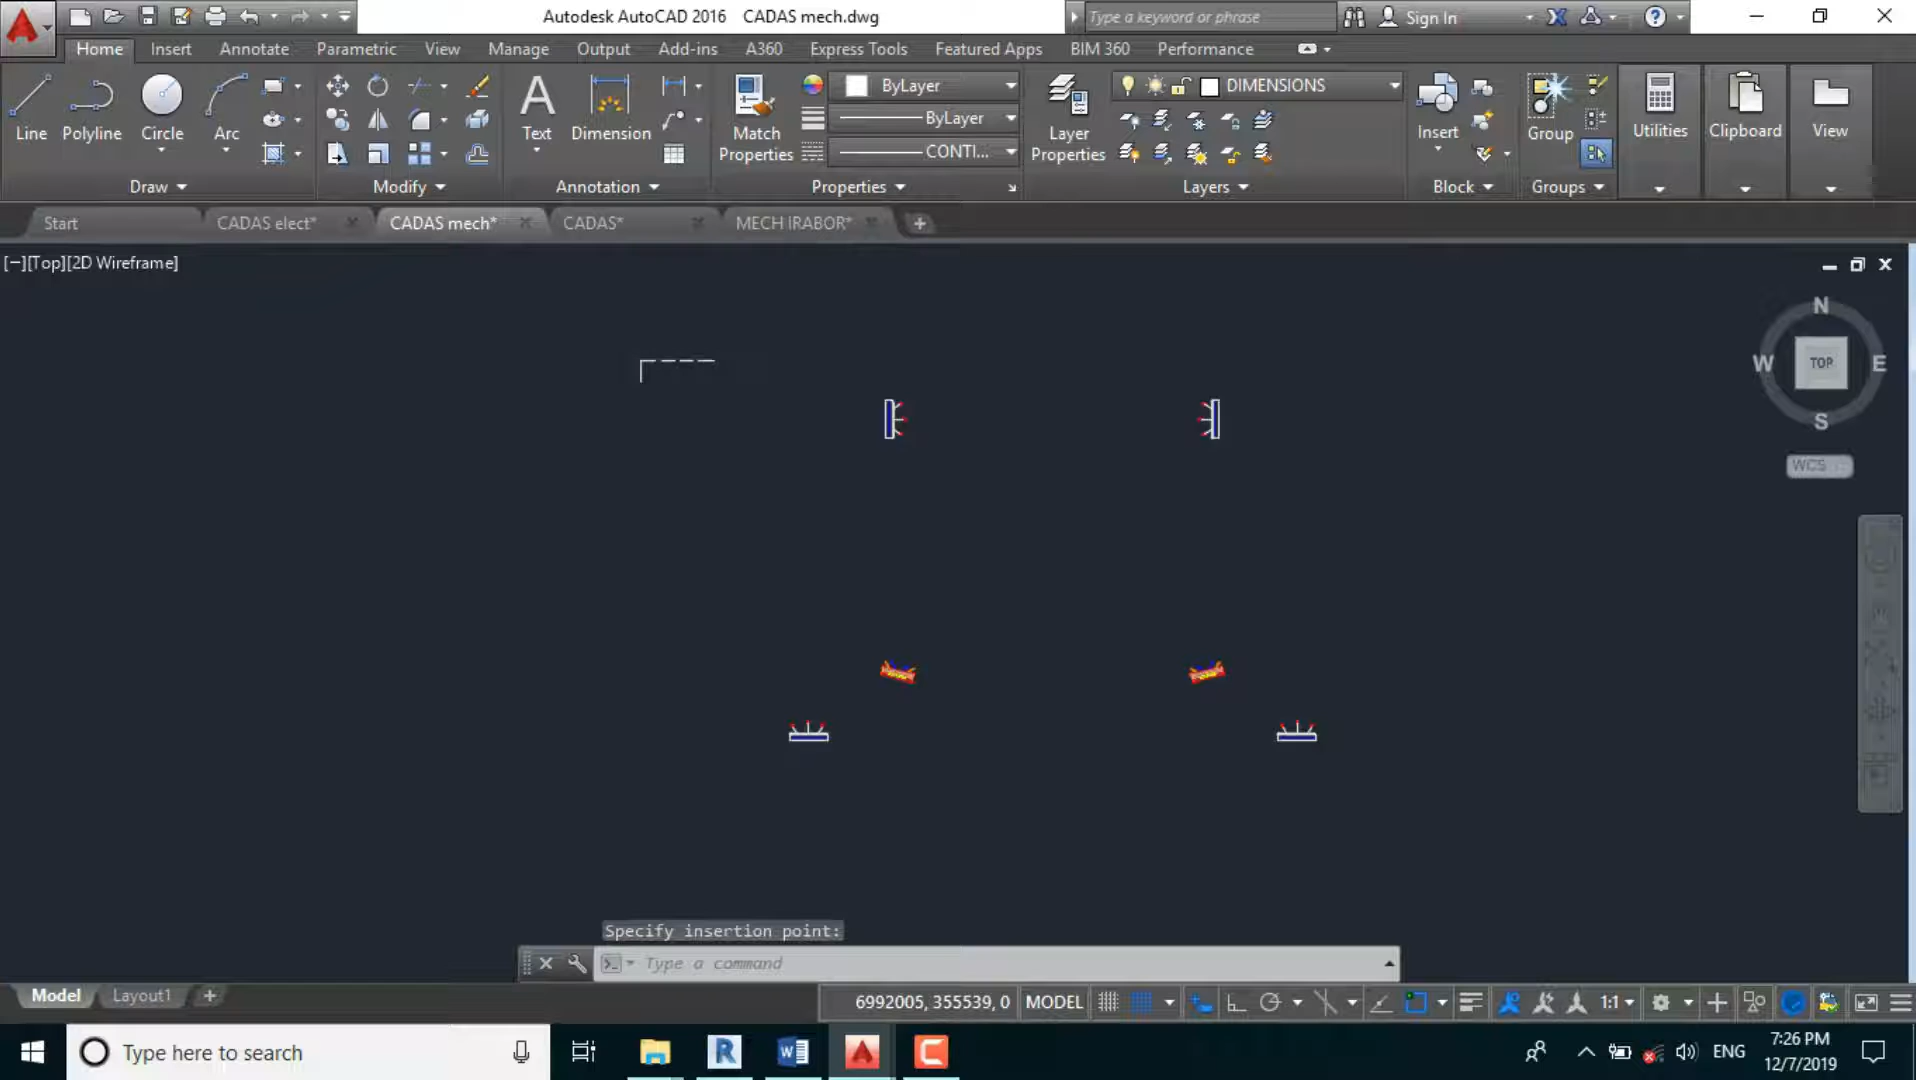 Autodesk AutoCAD 2016 CADAS mech.dwg
Type a keyword or phrase
Sign In
Home Insert Annotate Parametric View Manage Output Add-ins A360 Express Tools Featured Apps BIM 360 Performance
ByLayer
DIMENSIONS
ByLayer
CONTI...
Line Polyline Circle Arc
Text Dimension
Match
Properties
Layer
Properties
Insert
Group
Utilities
Clipboard
View
Draw Modify Annotation Properties Layers Block Groups
Start CADAS elect* CADAS mech* CADAS* MECH IRABOR*
[−][Top][2D Wireframe]
N
W TOP E
S
WCS
Specify insertion point:
Type a command
Model Layout1
6992005, 355539, 0 MODEL 1:1
Type here to search
ENG
7:26 PM
12/7/2019